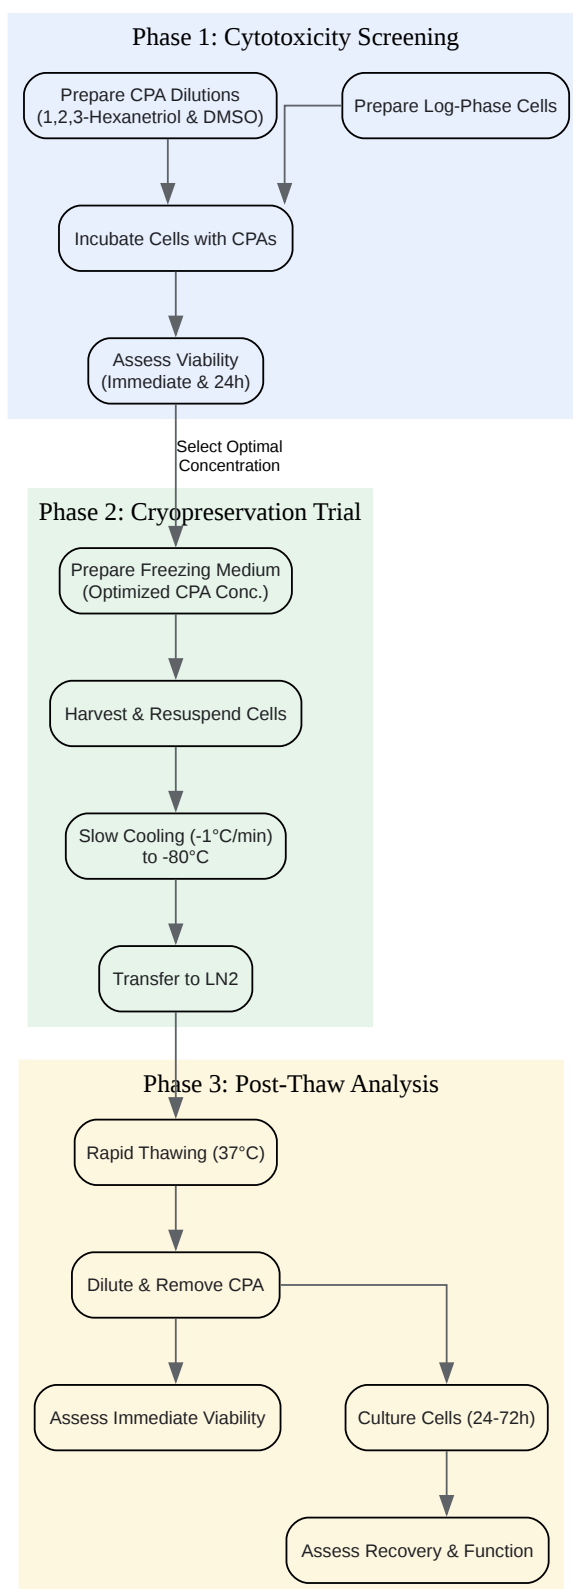 Phase 1: Cytotoxicity Screening
Prepare CPA Dilutions
(1,2,3-Hexanetriol & DMSO)
Prepare Log-Phase Cells
Incubate Cells with CPAs
Assess Viability
(Immediate & 24h)
Select Optimal
Concentration
Phase 2: Cryopreservation Trial
Prepare Freezing Medium
(Optimized CPA Conc.)
Harvest & Resuspend Cells
Slow Cooling (-1°C/min)
to -80°C
Transfer to LN2
Phase 3: Post-Thaw Analysis
Rapid Thawing (37°C)
Dilute & Remove CPA
Assess Immediate Viability
Culture Cells (24-72h)
Assess Recovery & Function